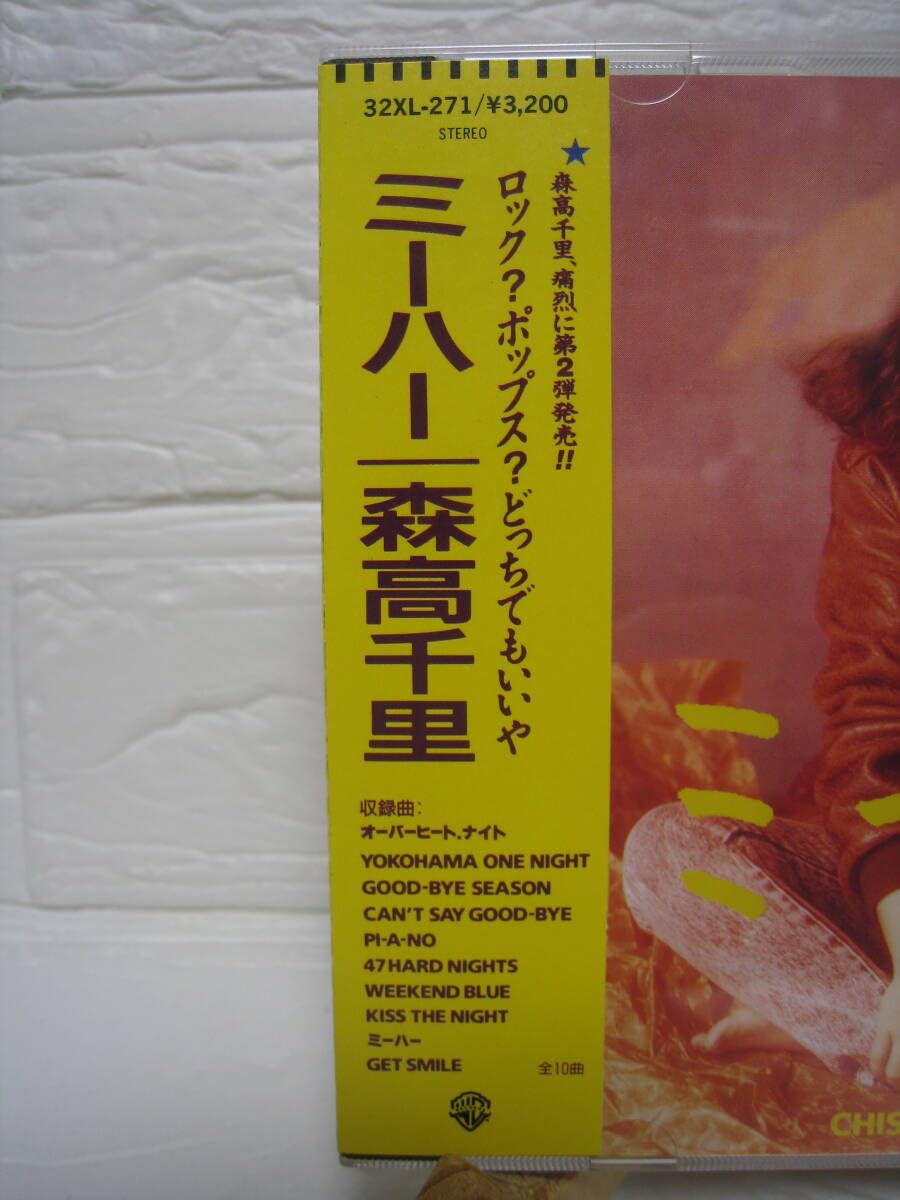 32XL-271/¥3,200
STEREO
★森高千里、痛烈に第2弾発売!!
ロック?ポップス?どっちでもいいや
ミーハー
森高千里
収録曲:
オーバーヒート.ナイト
YOKOHAMA ONE NIGHT
GOOD-BYE SEASON
CAN'T SAY GOOD-BYE
PI-A-NO
47 HARD NIGHTS
WEEKEND BLUE
KISS THE NIGHT
ミーハー
GET SMILE
全10曲
ミー
CHIS